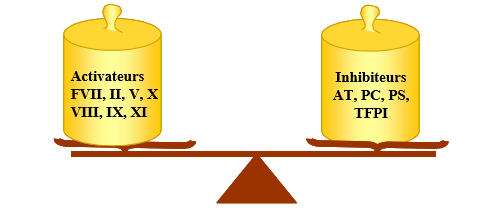 Activateurs
FVII, II, V, X
VIII, IX, XI
Inhibiteurs
AT, PC, PS,
TFPI